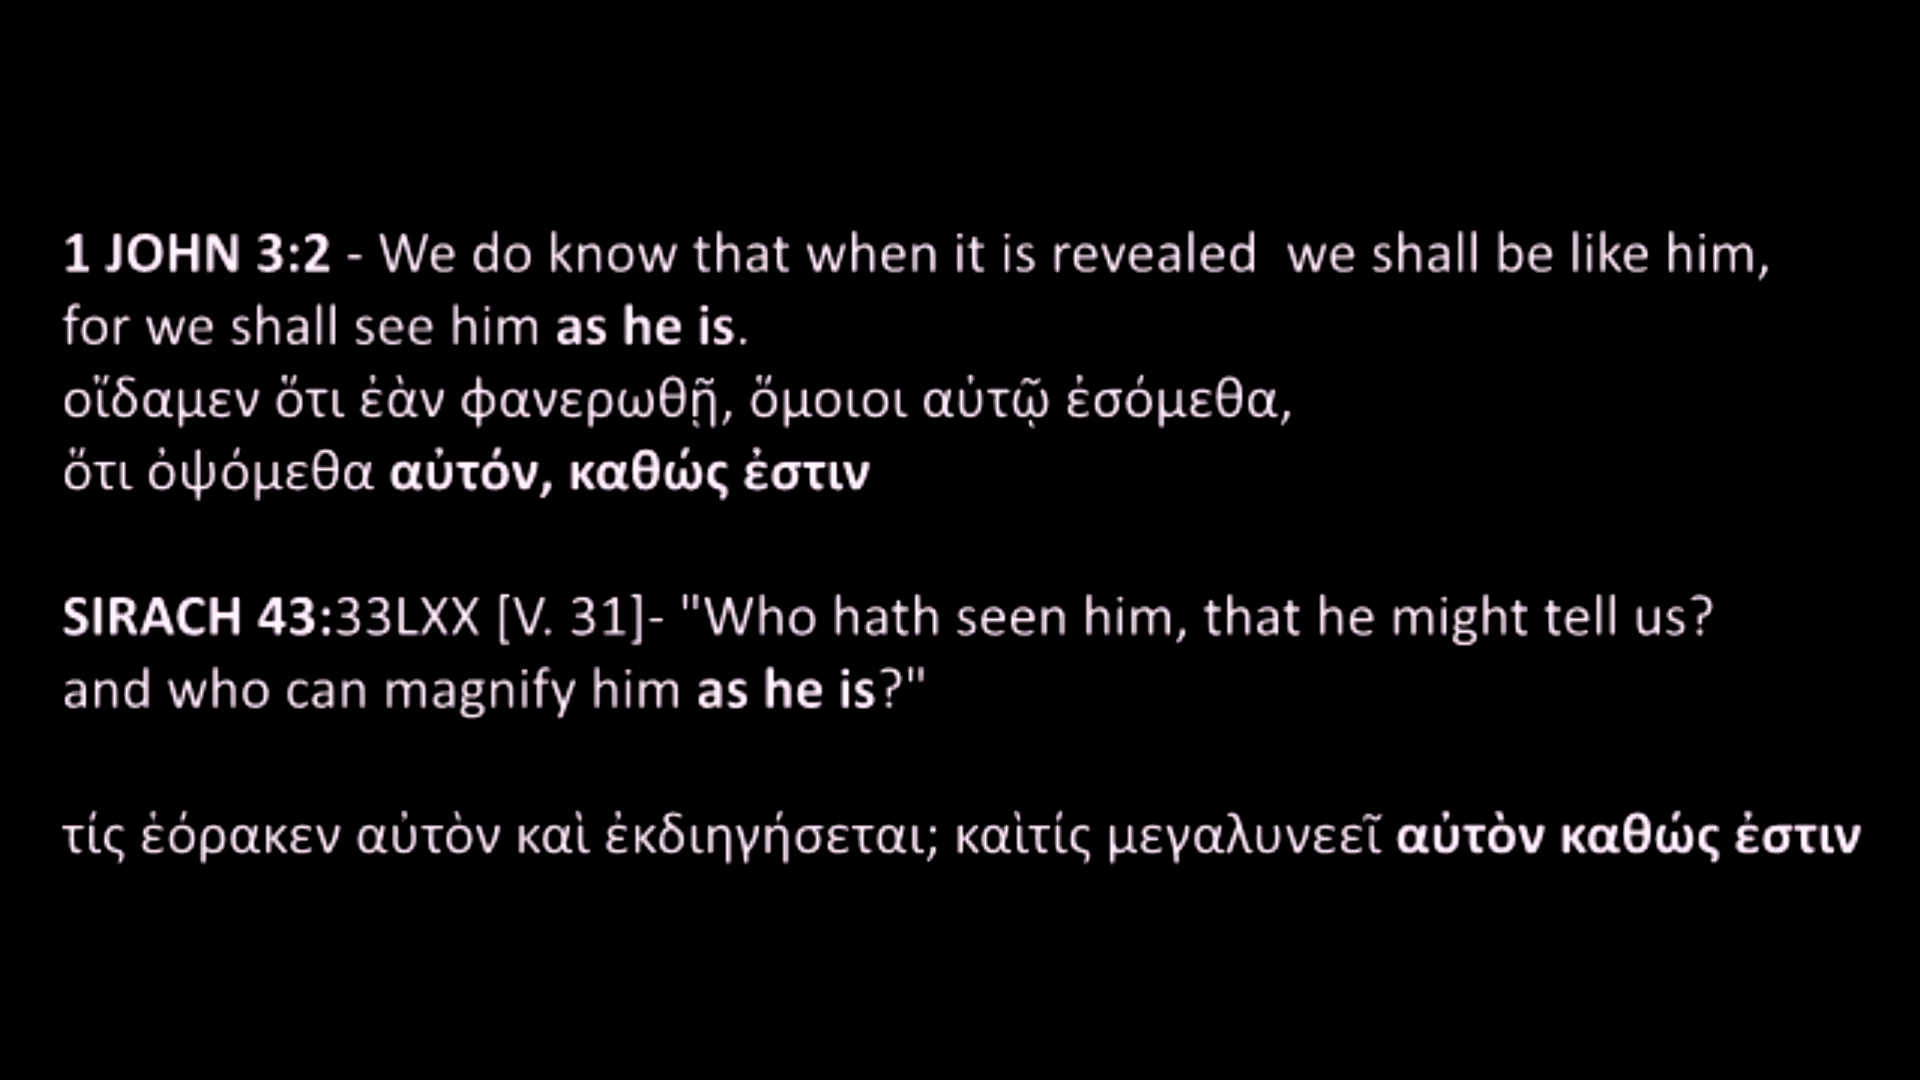 1 JOHN 3:2 - We do know that when it is revealed  we shall be like him,
for we shall see him as he is.
οἴδαμεν ὅτι ἐὰν φανερωθῇ, ὅμοιοι αὐτῷ ἐσόμεθα,
ὅτι ὀψόμεθα αὐτόν, καθώς ἐστιν
SIRACH 43:33LXX [V. 31]- "Who hath seen him, that he might tell us?
and who can magnify him as he is?"
τίς ἑόρακεν αὐτὸν καὶ ἐκδιηγήσεται; καὶτίς μεγαλυνεεῖ αὐτὸν καθώς ἐστιν